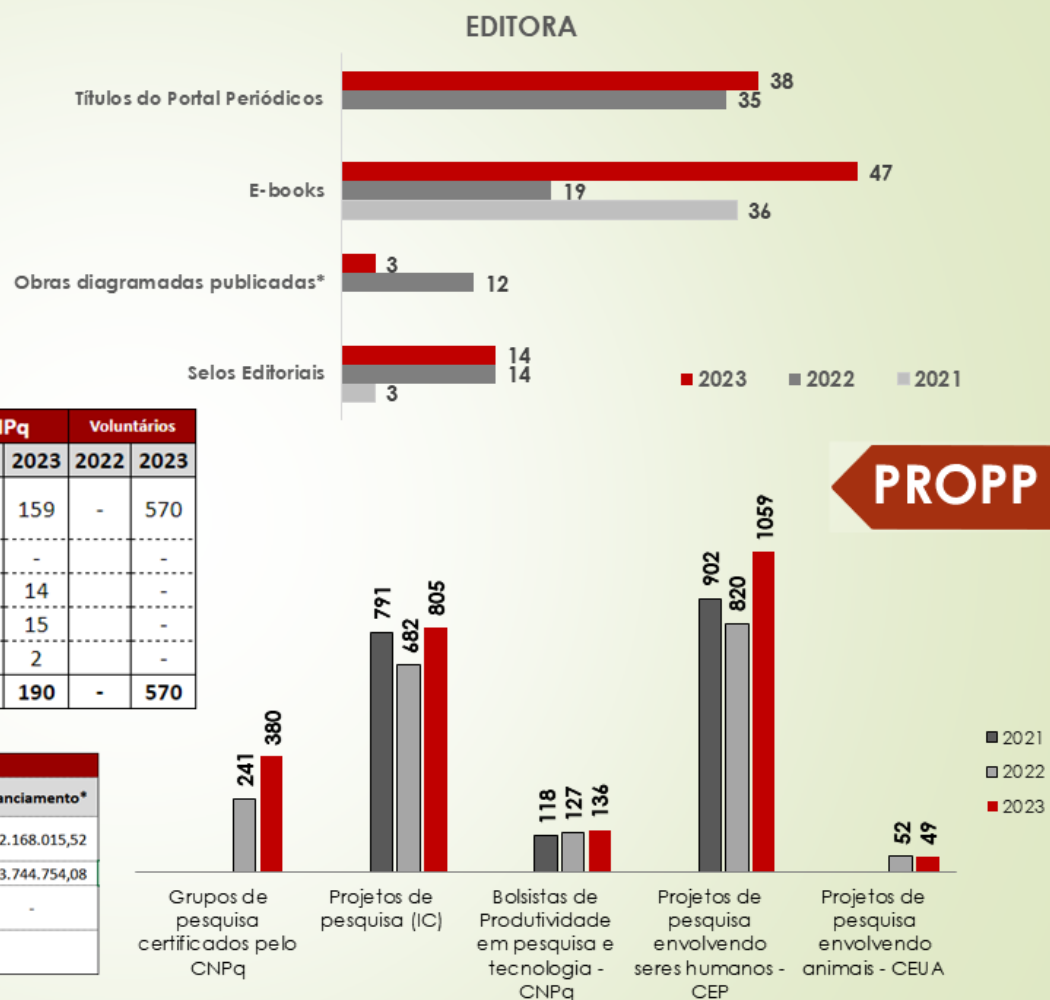 EDITORA
Títulos do Portal Periódicos
38
35
E-books
47
19
36
Obras diagramadas publicadas*
3
12
Selos Editoriais
14
14
3
2023 2022 2021
Voluntários
2023 2022 2023
159 - 570
- -
14 -
15 -
2 -
190 - 570
PROPP
2.168.015,52
3.744.754,08
-
241 380
791 682 805
118 127 136
902 820 1059
52 49
2021
2022
2023
Grupos de
pesquisa
certificados pelo
CNPq
Projetos de
pesquisa (IC)
Bolsistas de
Produtividade
em pesquisa e
tecnologia -
CNPq
Projetos de
pesquisa
envolvendo
seres humanos -
CEP
Projetos de
pesquisa
envolvendo
animais - CEUA